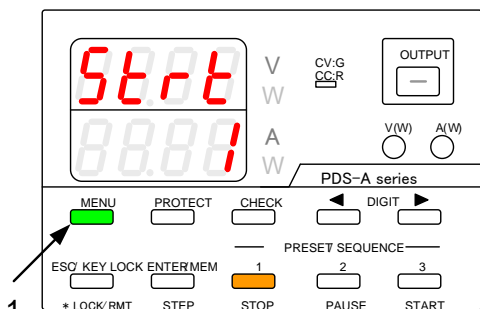 Strt V CV:G OUTPUT
W CC:R
1 A V(W) A(W)
W
PDS-A series
MENU PROTECT CHECK ◀ DIGIT ▶
PRESET/ SEQUENCE
ESC/ KEY LOCK ENTER/MEM 1 2 3
1 * LOCK/RMT STEP STOP PAUSE START